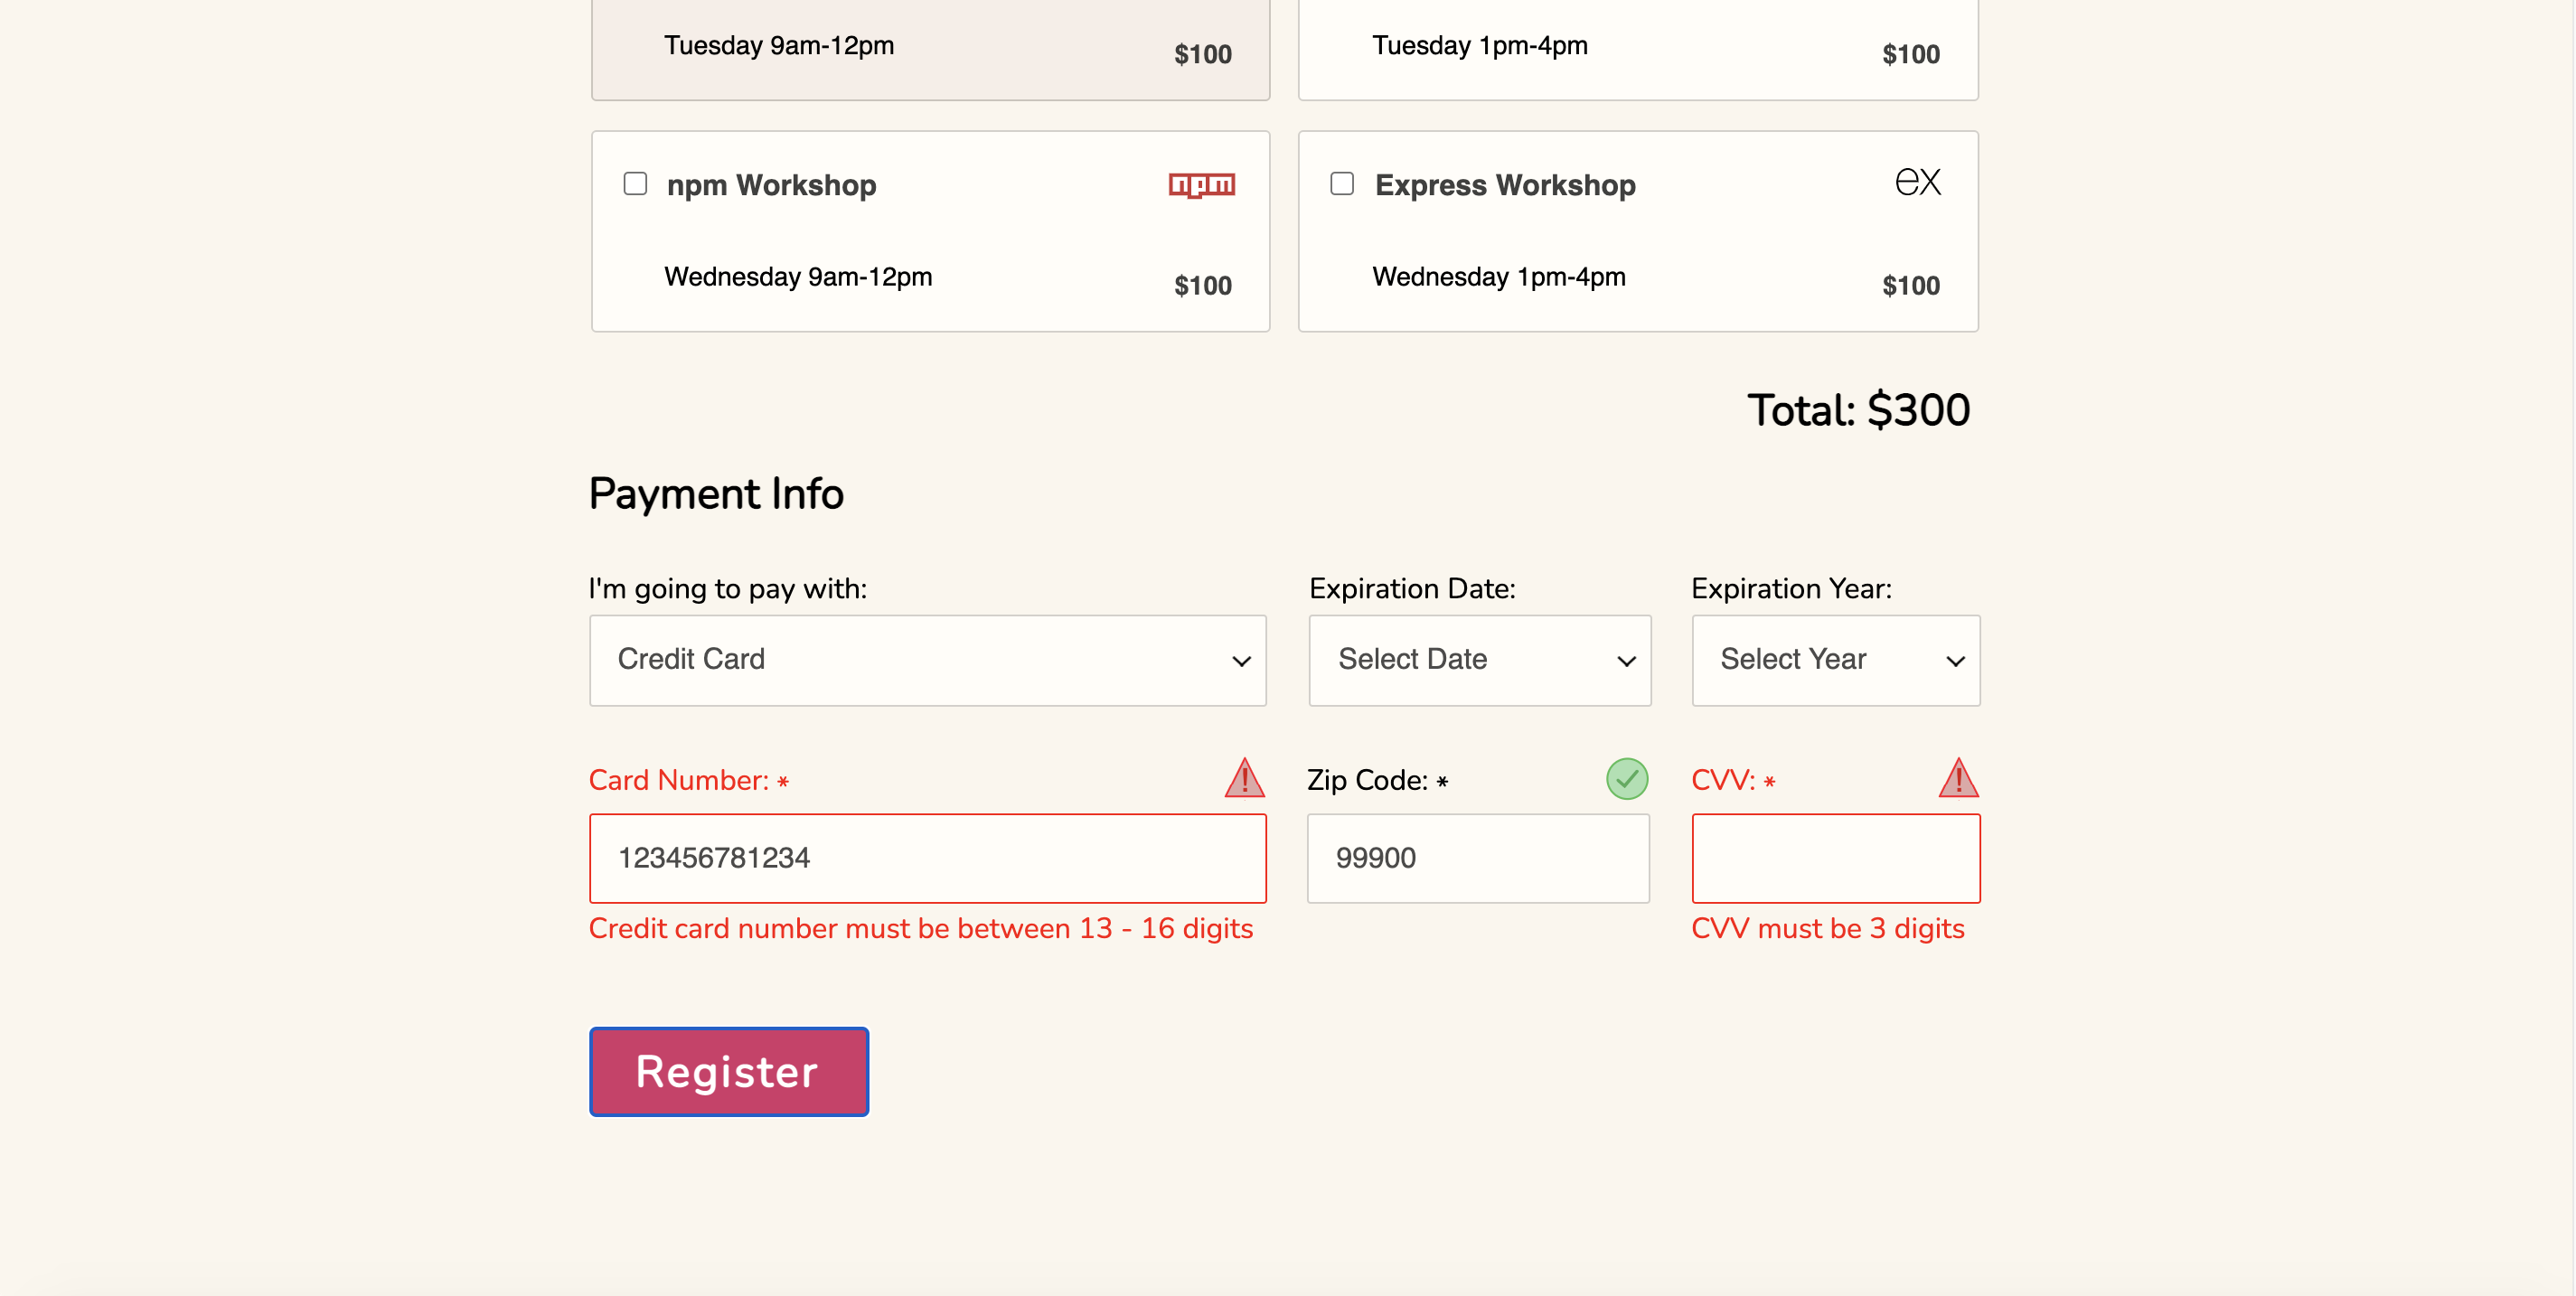 Tuesday 9am-12pm $100 Tuesday 1pm-4pm $100
npm Workshop npm Express Workshop ex
Wednesday 9am-12pm $100 Wednesday 1pm-4pm $100
Total: $300
Payment Info
I'm going to pay with: Expiration Date: Expiration Year:
Credit Card Select Date Select Year
Card Number: * Zip Code: * CVV: *
123456781234 99900
Credit card number must be between 13 - 16 digits CVV must be 3 digits
Register